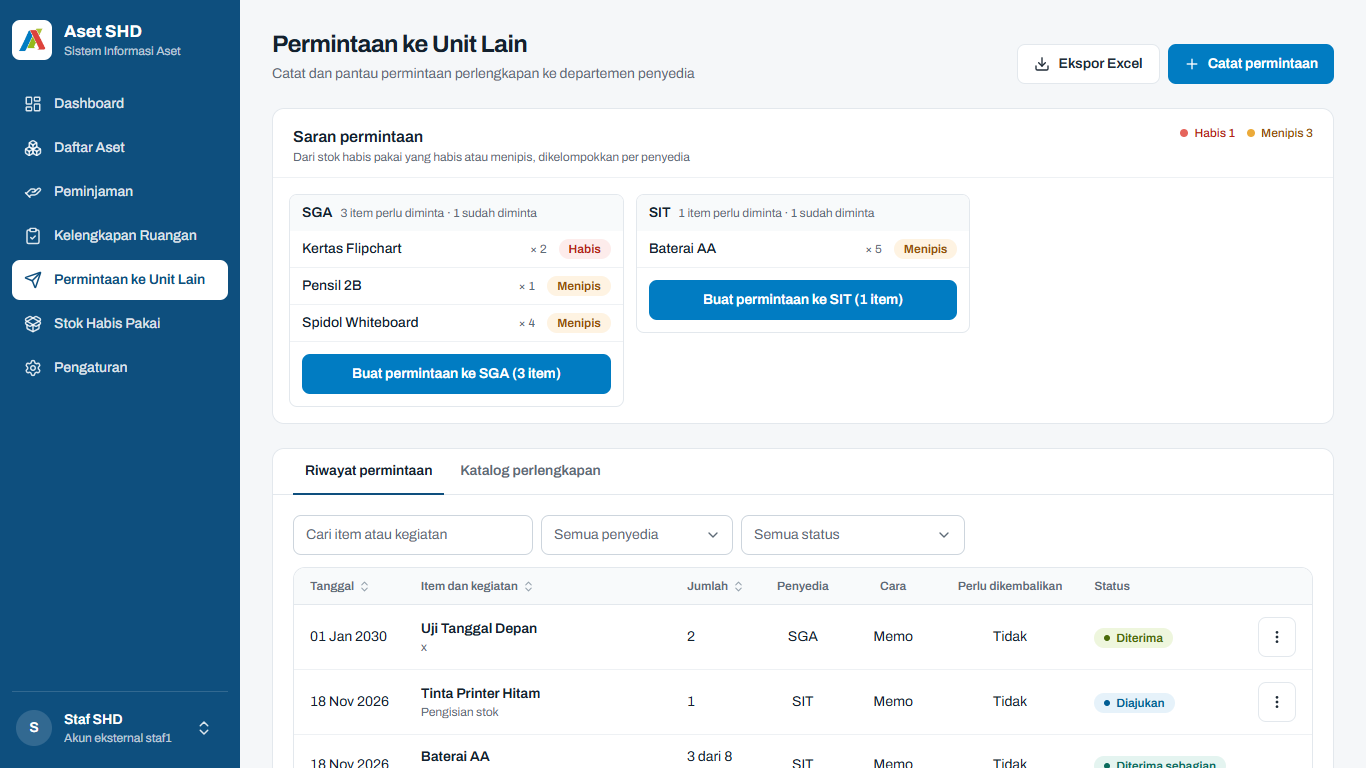 Aset SHD
Sistem Informasi Aset
Dashboard
Daftar Aset
Peminjaman
Kelengkapan Ruangan
Permintaan ke Unit Lain
Stok Habis Pakai
Pengaturan
S
Staf SHD
Akun eksternal staf1
Permintaan ke Unit Lain
Catat dan pantau permintaan perlengkapan ke departemen penyedia
Ekspor Excel
Catat permintaan
Saran permintaan
Dari stok habis pakai yang habis atau menipis, dikelompokkan per penyedia
Habis 1 Menipis 3
SGA 3 item perlu diminta · 1 sudah diminta
Kertas Flipchart × 2 Habis
Pensil 2B × 1 Menipis
Spidol Whiteboard × 4 Menipis
Buat permintaan ke SGA (3 item)
SIT 1 item perlu diminta · 1 sudah diminta
Baterai AA × 5 Menipis
Buat permintaan ke SIT (1 item)
Riwayat permintaan Katalog perlengkapan
Cari item atau kegiatan Semua penyedia Semua status
Tanggal Item dan kegiatan Jumlah Penyedia Cara Perlu dikembalikan Status
01 Jan 2030 Uji Tanggal Depan 2 SGA Memo Tidak Diterima
x
18 Nov 2026 Tinta Printer Hitam 1 SIT Memo Tidak Diajukan
Pengisian stok
18 Nov 2026 Baterai AA 3 dari 8 SIT Memo Tidak Diterima sebagian